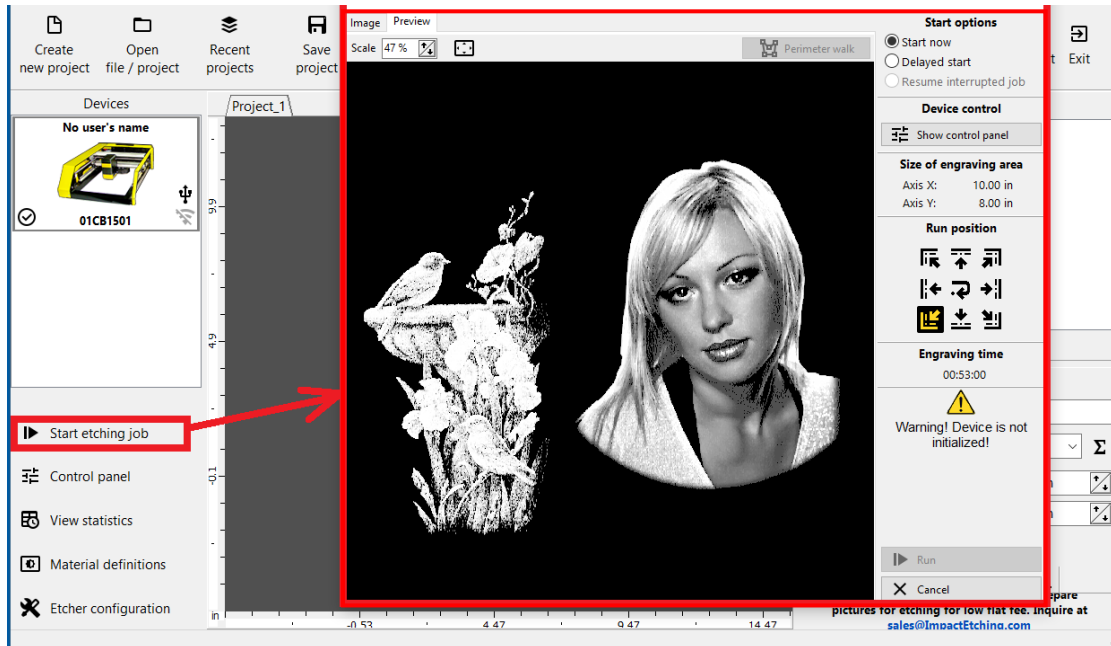 Create
new project
Open
file / project
Recent
projects
Save
project
Exit
Devices
No user's name
01CB1501
Start etching job
Control panel
View statistics
Material definitions
Etcher configuration
Project_1
9.9
4.9
-0.1
in
-0.53
4.47
9.47
14.47
Image Preview
Scale 47 %
Perimeter walk
Start options
Start now
Delayed start
Resume interrupted job
Device control
Show control panel
Size of engraving area
Axis X: 10.00 in
Axis Y: 8.00 in
Run position
Engraving time
00:53:00
Warning! Device is not
initialized!
Run
Cancel
Σ
pictures for etching for low flat fee. Inquire at
sales@ImpactEtching.com